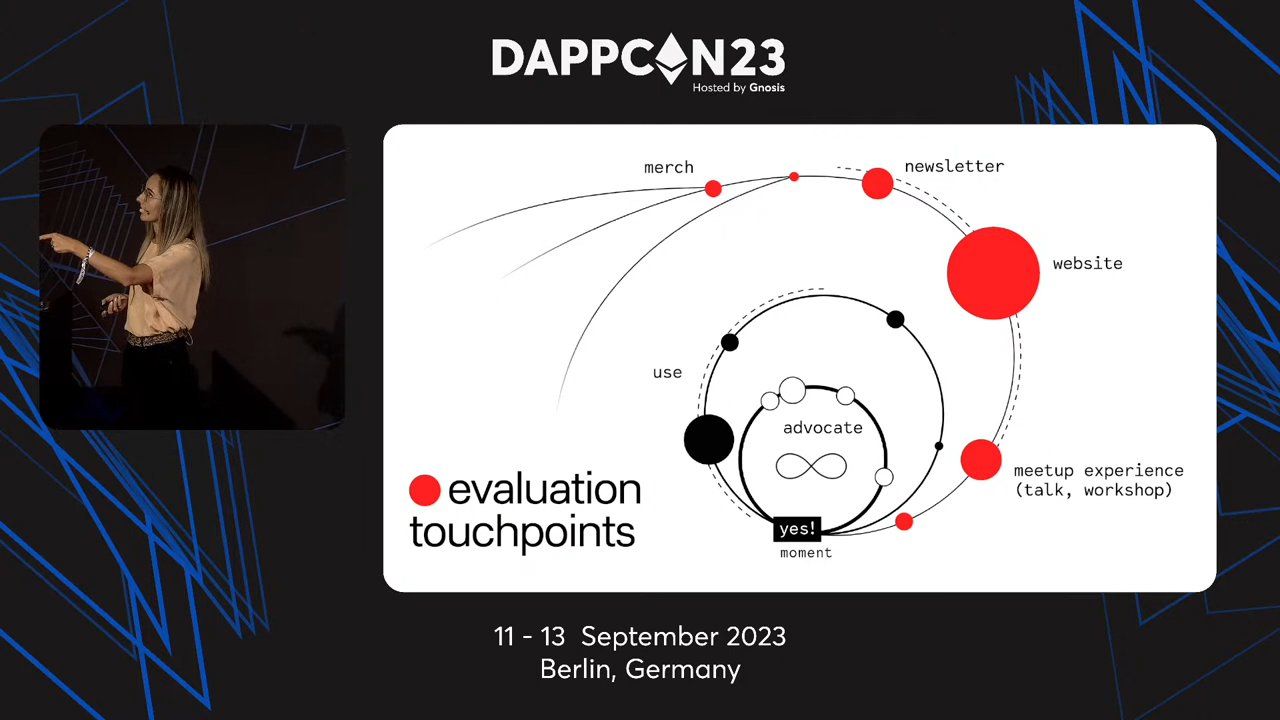 DAPPCON23
Hosted by Gnosis
merch
newsletter
website
use
advocate
meetup experience
(talk, workshop)
evaluation
touchpoints
yes!
moment
11 - 13 September 2023
Berlin, Germany